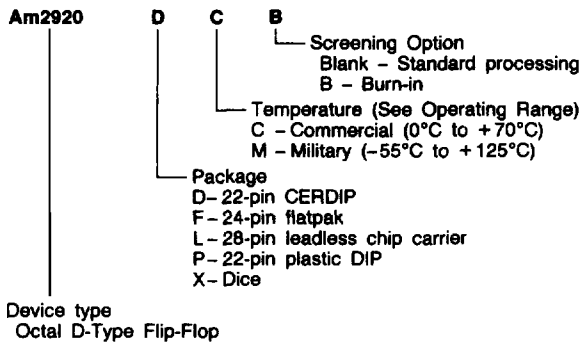 Am2920 D C B
Screening Option
Blank – Standard processing
B – Burn-in
Temperature (See Operating Range)
C – Commercial (0°C to +70°C)
M – Military (–55°C to +125°C)
Package
D – 22-pin CERDIP
F – 24-pin flatpak
L – 28-pin leadless chip carrier
P – 22-pin plastic DIP
X – Dice
Device type
Octal D-Type Flip-Flop